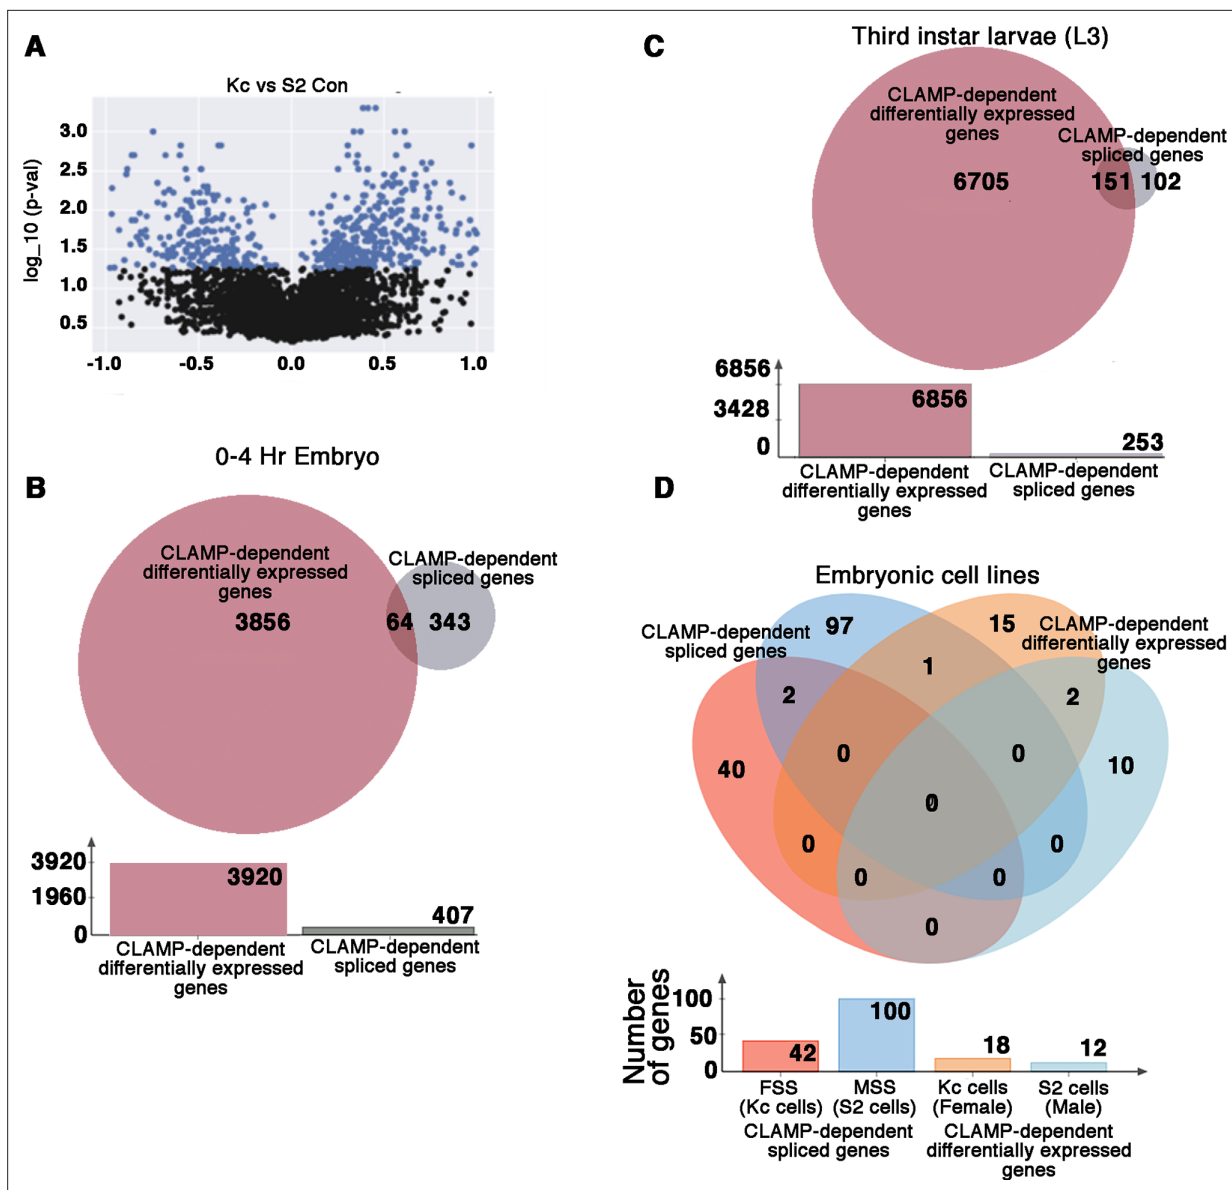 A
Kc vs S2 Con
log_10 (p-val)
3.0
2.5
2.0
1.5
1.0
0.5
-1.0
-0.5
0.0
0.5
1.0
0-4 Hr Embryo
B
CLAMP-dependent
differentially expressed
genes
3856
CLAMP-dependent
spliced genes
64
343
3920
1960
0
3920
407
CLAMP-dependent
differentially expressed
genes
CLAMP-dependent
spliced genes
C
Third instar larvae (L3)
CLAMP-dependent
differentially expressed
genes
6705
CLAMP-dependent
spliced genes
151
102
6856
3428
0
6856
253
CLAMP-dependent
differentially expressed
genes
CLAMP-dependent
spliced genes
D
Embryonic cell lines
CLAMP-dependent
spliced genes
97
15
CLAMP-dependent
differentially expressed
genes
1
2
2
40
0
0
10
0
0
0
0
0
0
Number
of genes
100
50
0
42
100
18
12
FSS
(Kc cells)
MSS
(S2 cells)
Kc cells
(Female)
S2 cells
(Male)
CLAMP-dependent
spliced genes
CLAMP-dependent
differentially expressed
genes